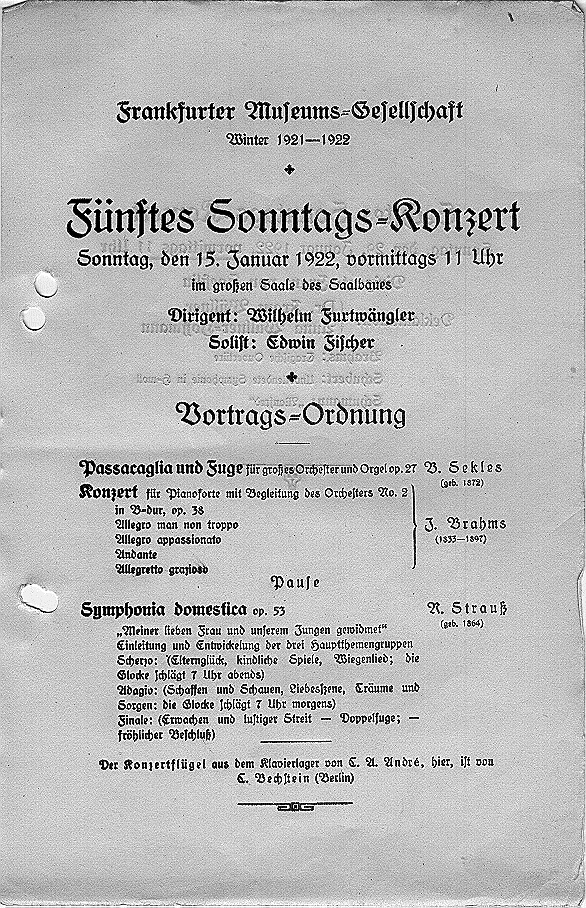 Frankfurter Museums-Gesellschaft
Winter 1921—1922
Fünftes Sonntags-Konzert
Sonntag, den 15. Januar 1922, vormittags 11 Uhr
im großen Saale des Saalbaues
Dirigent: Wilhelm Furtwängler
Solist: Edwin Fischer
Vortrags-Ordnung
Passacaglia und Fuge für großes Orchester und Orgel op. 27 B. Sekles
(geb. 1872)
Konzert für Pianoforte mit Begleitung des Orchesters No. 2
in B-dur, op. 38
Allegro man non troppo
Allegro appassionato
Andante
Allegretto grazioso
J. Brahms
(1833—1897)
Pause
Symphonia domestica op. 53 R. Strauß
(geb. 1864)
„Meiner lieben Frau und unserem Jungen gewidmet“
Einleitung und Entwickelung der drei Hauptthemengruppen
Scherzo: (Elternglück, kindliche Spiele, Wiegenlied; die
Glocke schlägt 7 Uhr abends)
Adagio: (Schaffen und Schauen, Liebesszene, Träume und
Sorgen: die Glocke schlägt 7 Uhr morgens)
Finale: (Erwachen und lustiger Streit — Doppelfuge; —
fröhlicher Beschluß)
Der Konzertflügel aus dem Klavierlager von C. A. André, hier, ist von
C. Bechstein (Berlin)